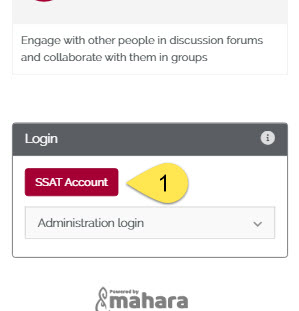 Engage with other people in discussion forums
and collaborate with them in groups
Login
SSAT Account
1
Administration login
Powered by
mahara